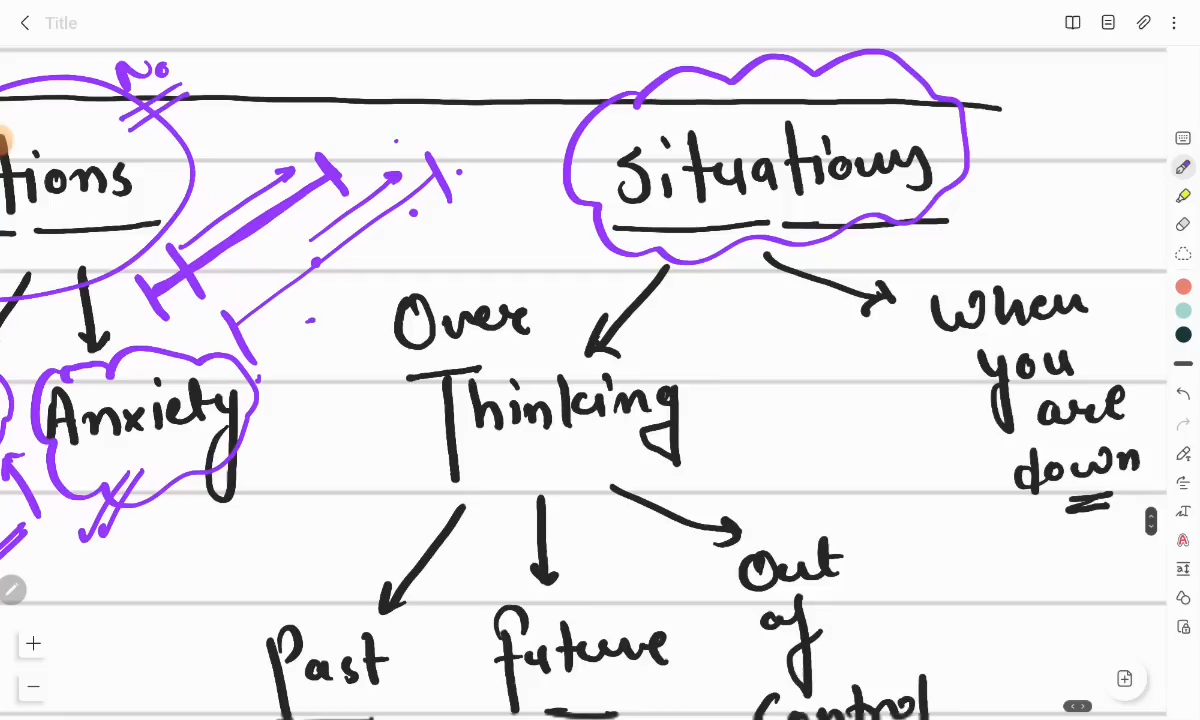 Title
No
tions
Situations
Over
Thinking
When
you
are
down
Anxiety
Past
future
Out
of
Control